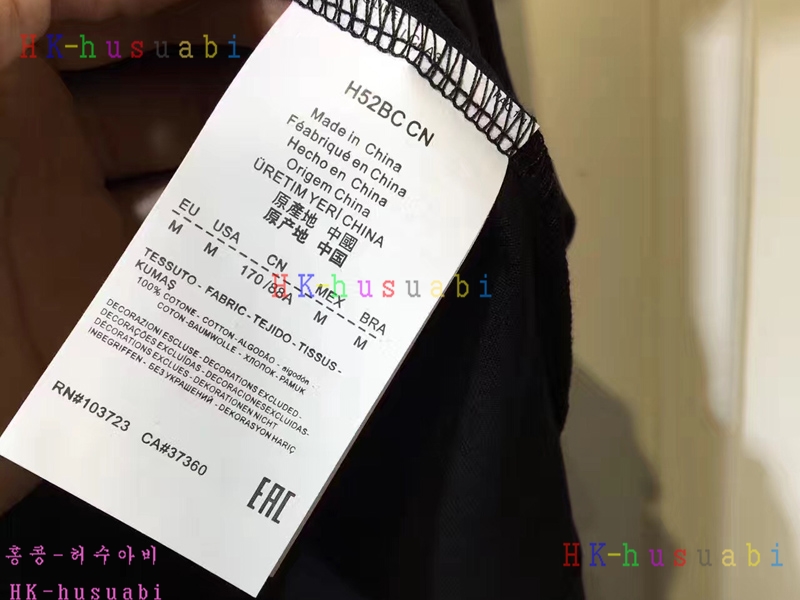 HK-husuabi
H52BC CN
Made in China
Féabriqué en China
Hecho en China
Origem China
ÜRETIM YERI CHINA
原產地 中國
原产地 中国
EU USA CN MEX BRA
M M 170/88A M M
HK-husuabi
TESSUTO - FABRIC - TEJIDO - TISSUS -
KUMAŞ
100% COTONE - COTTON - ALGODÃO - algodón -
COTON-BAUMWOLLE - ХЛОПОК - PAMUK
DECORAZIONI ESCLUSE - DECORATIONS EXCLUDED-
DECORAÇÕES EXCLUÍDAS - DECORACIONES EXCLUIDAS-
DECORATIONS EXCLUES - DEKORATIONEN NICHT
INBEGRIFFEN - БЕЗ УКРАШЕНИЙ - DEKORASYON HARİÇ
RN#103723 CA#37360
EAC
홍콩-허수아비
HK-husuabi
HK-husuabi